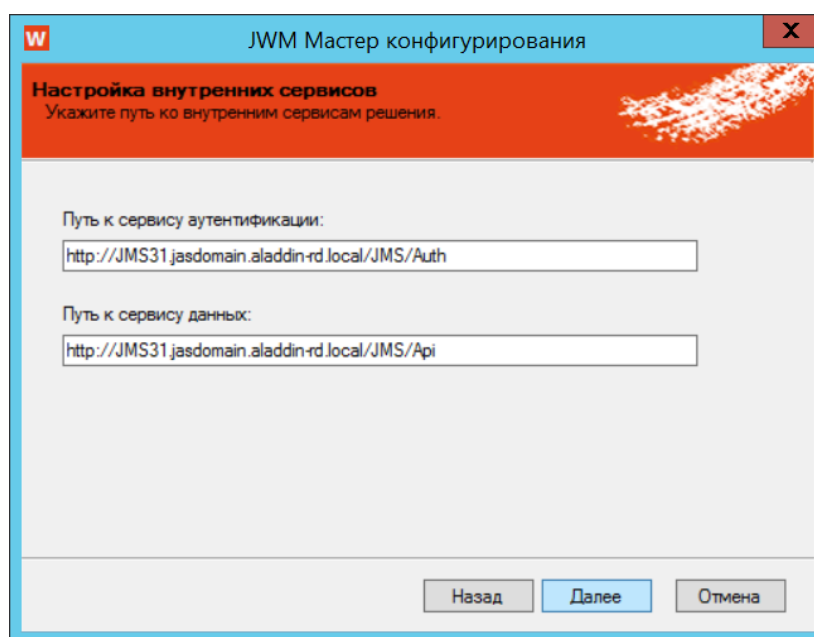 W
JWM Мастер конфигурирования
X
Настройка внутренних сервисов
Укажите путь ко внутренним сервисам решения.
Путь к сервису аутентификации:
http://JMS31.jasdomain.aladdin-rd.local/JMS/Auth
Путь к сервису данных:
http://JMS31.jasdomain.aladdin-rd.local/JMS/Api
Назад Далее Отмена